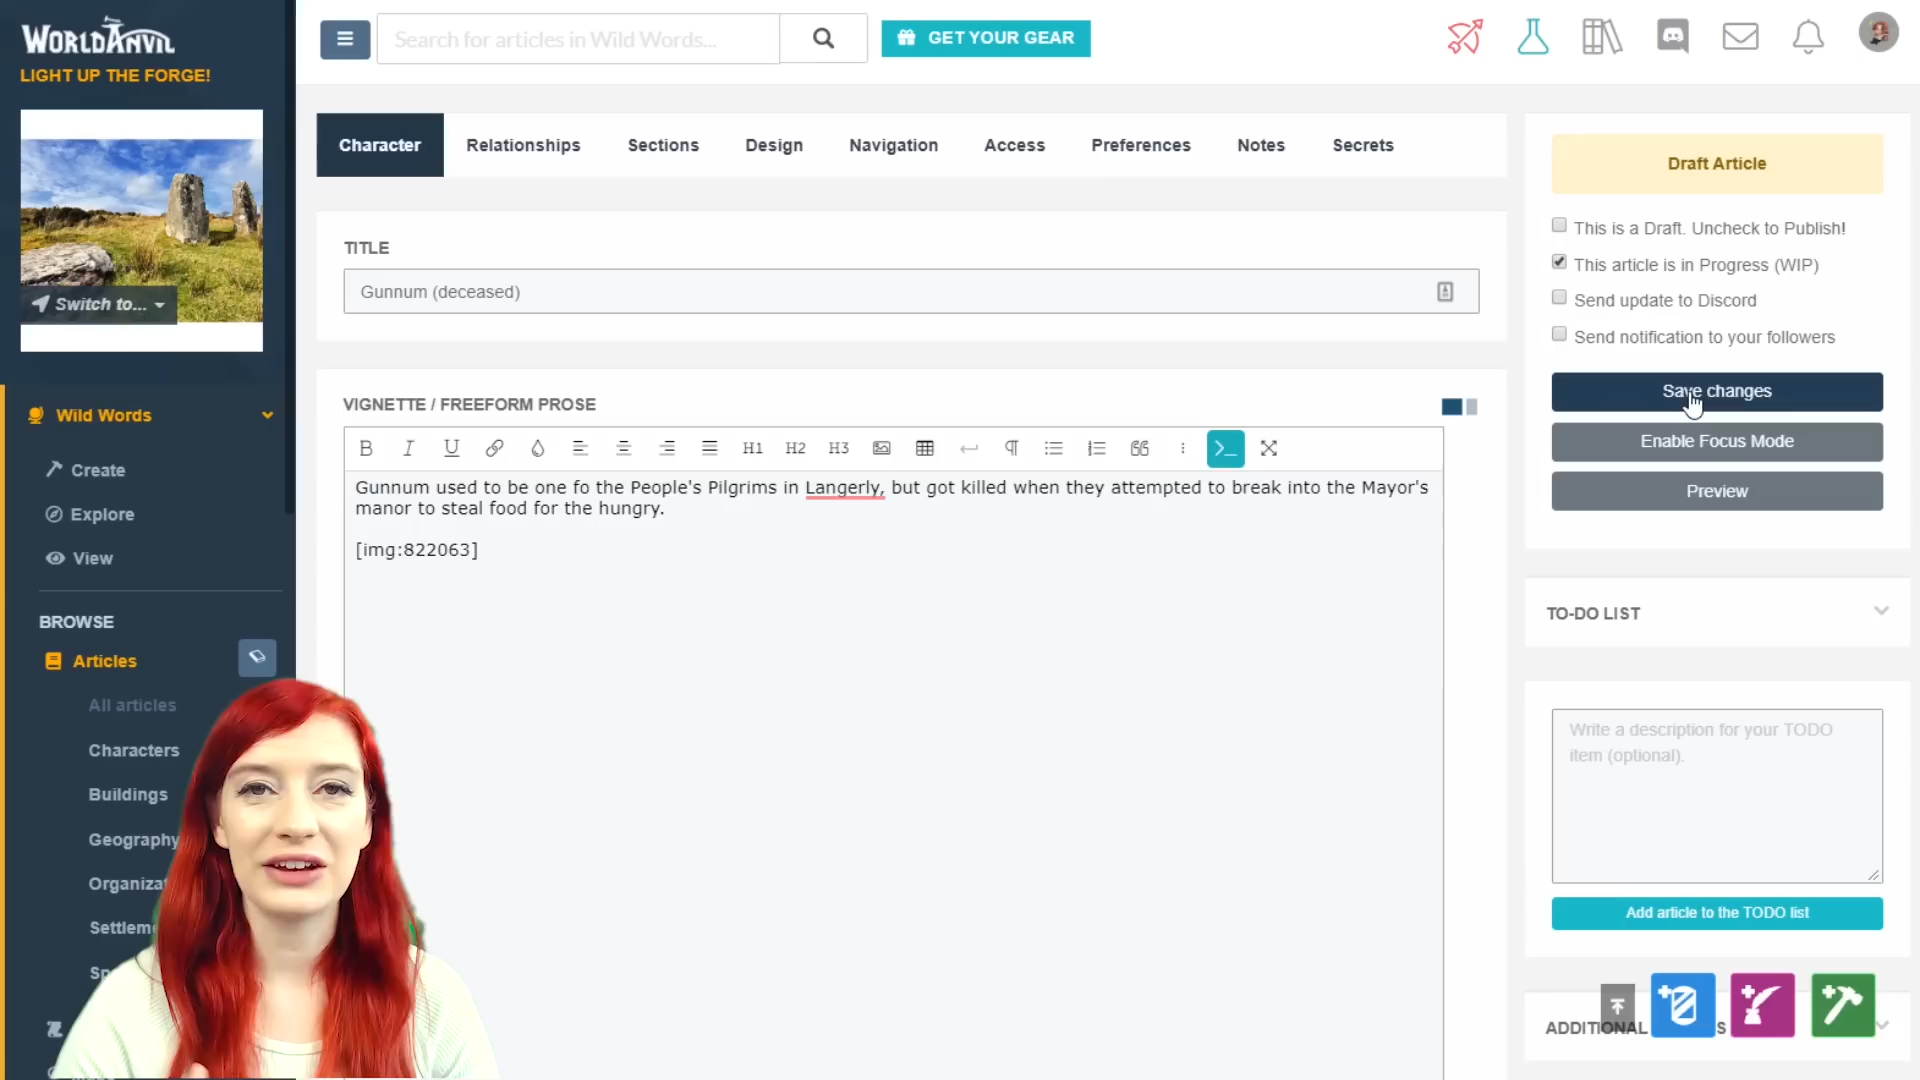 WORLDANVIL
LIGHT UP THE FORGE!
Search for articles in Wild Words...
GET YOUR GEAR
Switch to...
Wild Words
Create
Explore
View
BROWSE
Articles
All articles
Characters
Buildings
Geography
Organizat
Settleme
Sp
Character
Relationships
Sections
Design
Navigation
Access
Preferences
Notes
Secrets
TITLE
Gunnum (deceased)
VIGNETTE / FREEFORM PROSE
B I U H1 H2 H3
Gunnum used to be one fo the People's Pilgrims in Langerly, but got killed when they attempted to break into the Mayor's
manor to steal food for the hungry.
[img:822063]
Draft Article
This is a Draft. Uncheck to Publish!
This article is in Progress (WIP)
Send update to Discord
Send notification to your followers
Save changes
Enable Focus Mode
Preview
TO-DO LIST
Write a description for your TODO
item (optional).
Add article to the TODO list
ADDITIONAL S